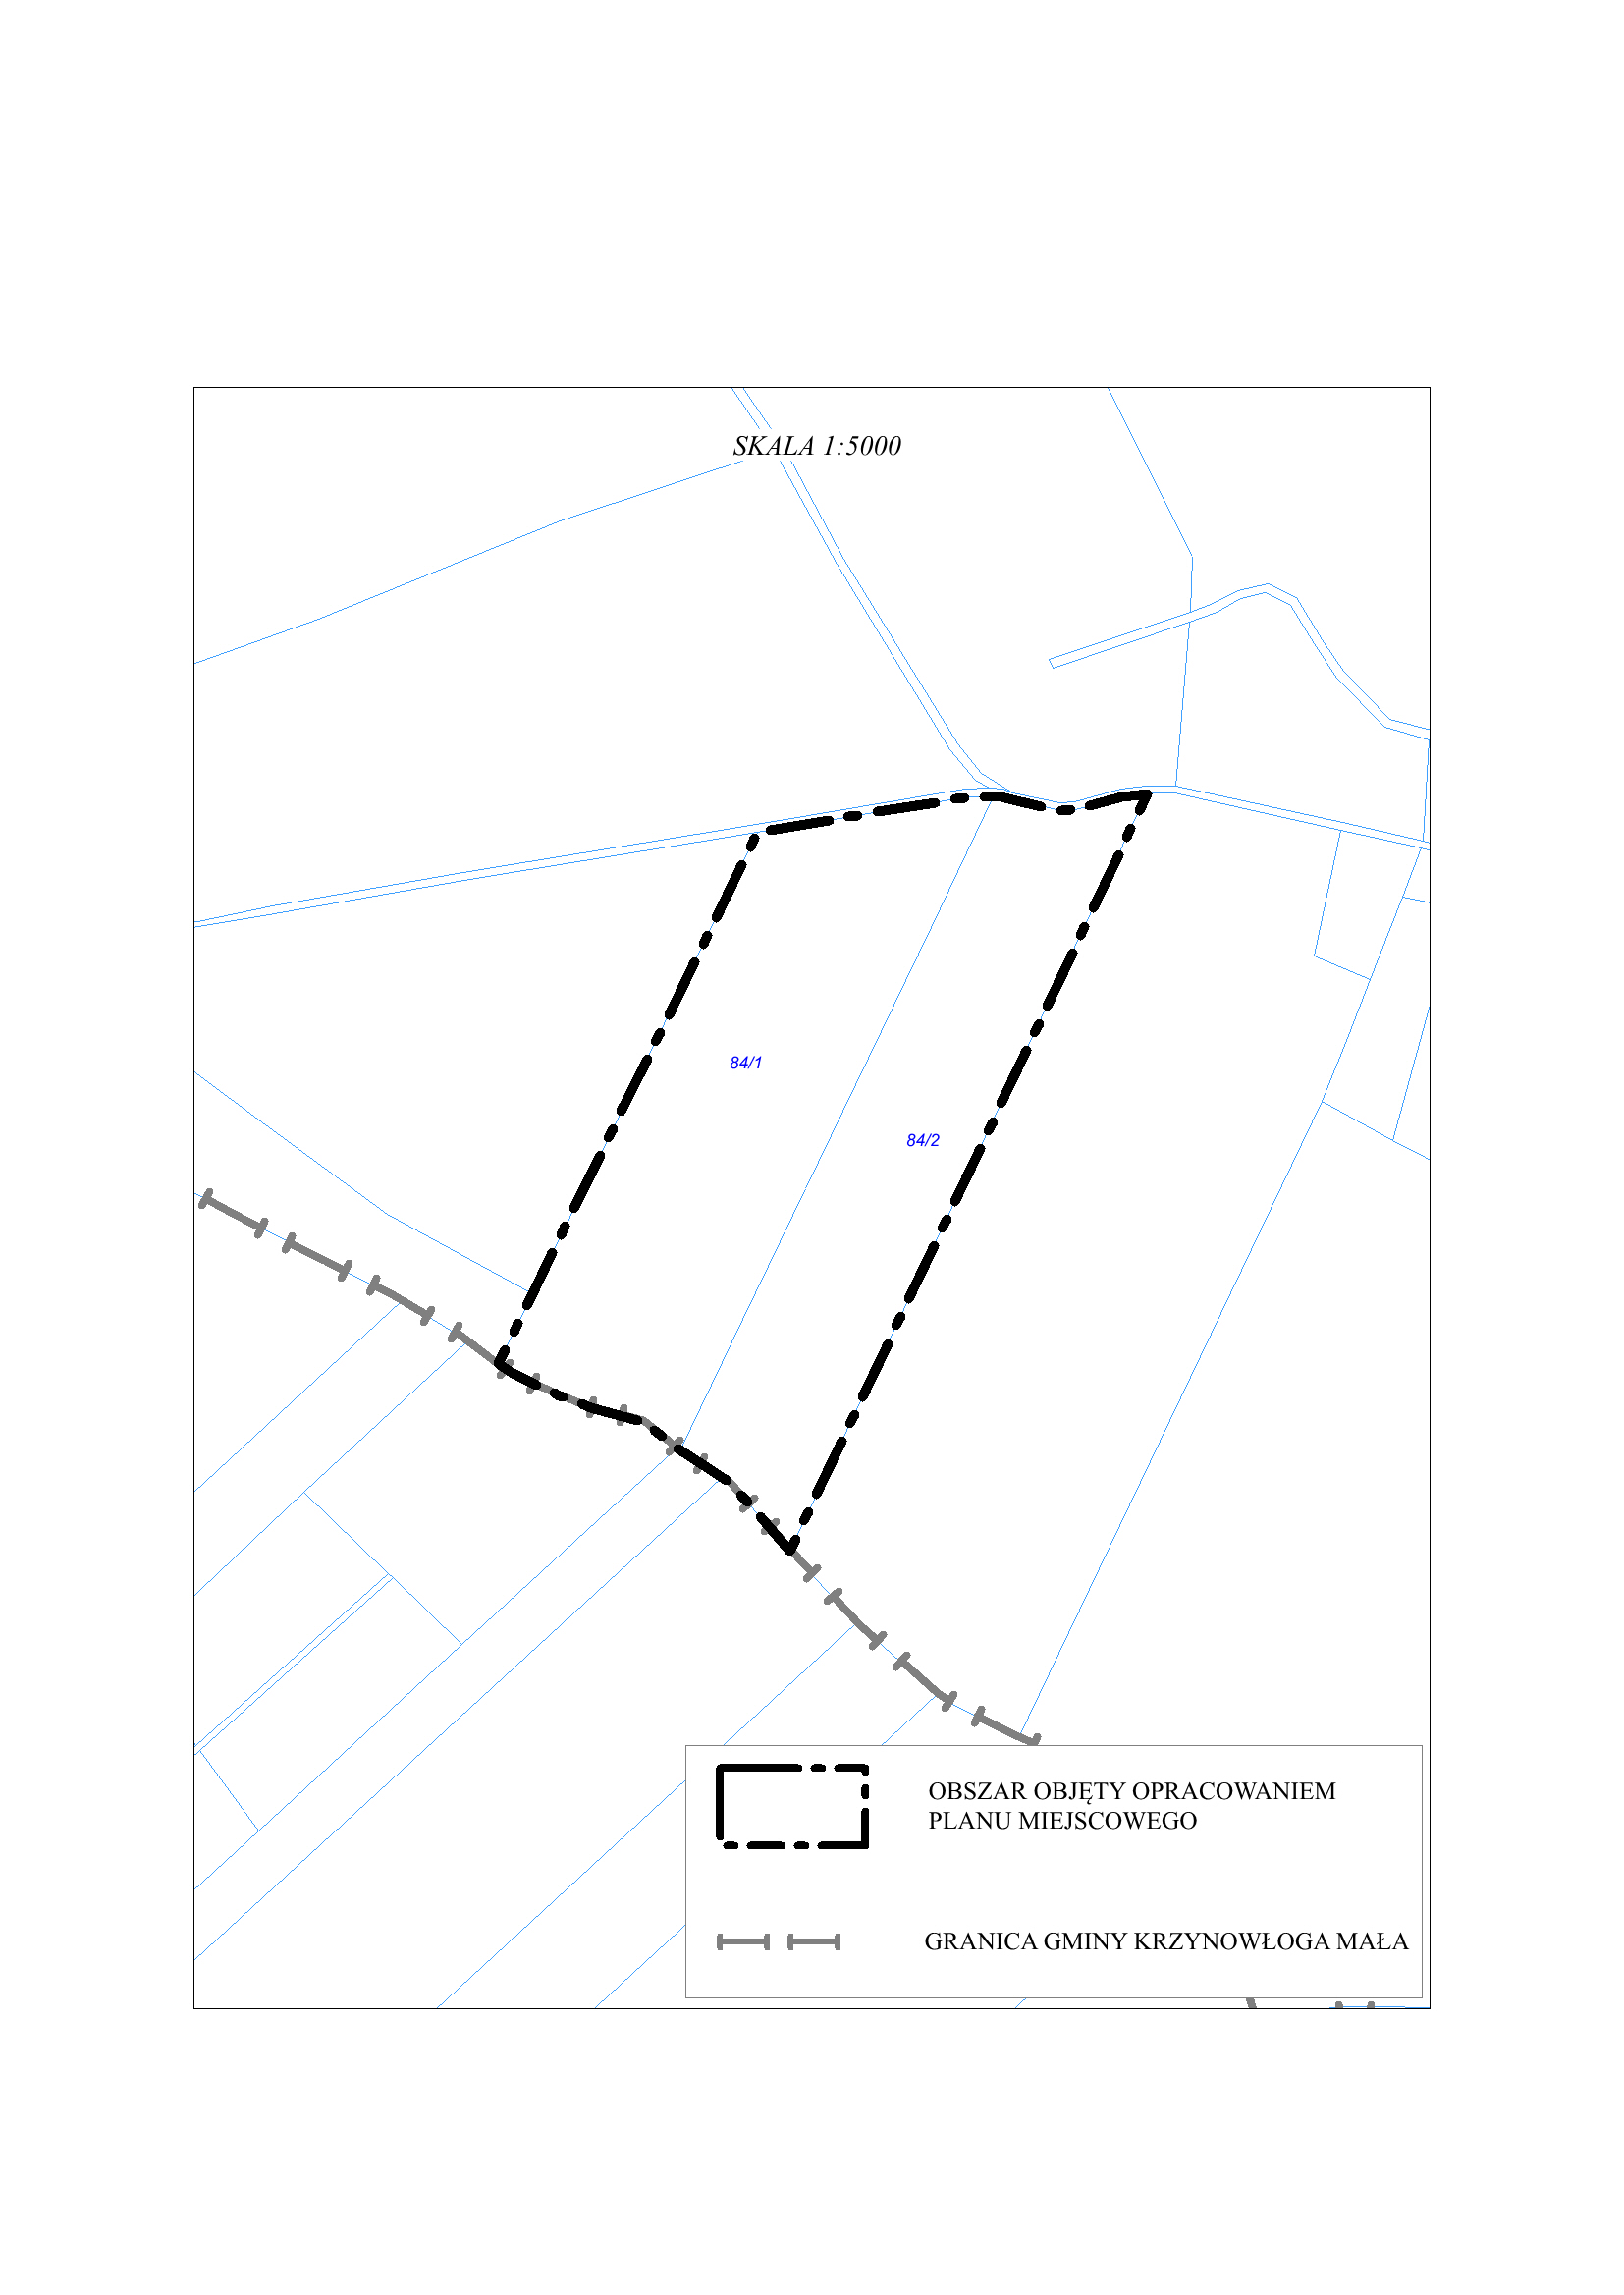 SKALA 1:5000
84/1
84/2
OBSZAR OBJĘTY OPRACOWANIEM
PLANU MIEJSCOWEGO
GRANICA GMINY KRZYNOWŁOGA MAŁA